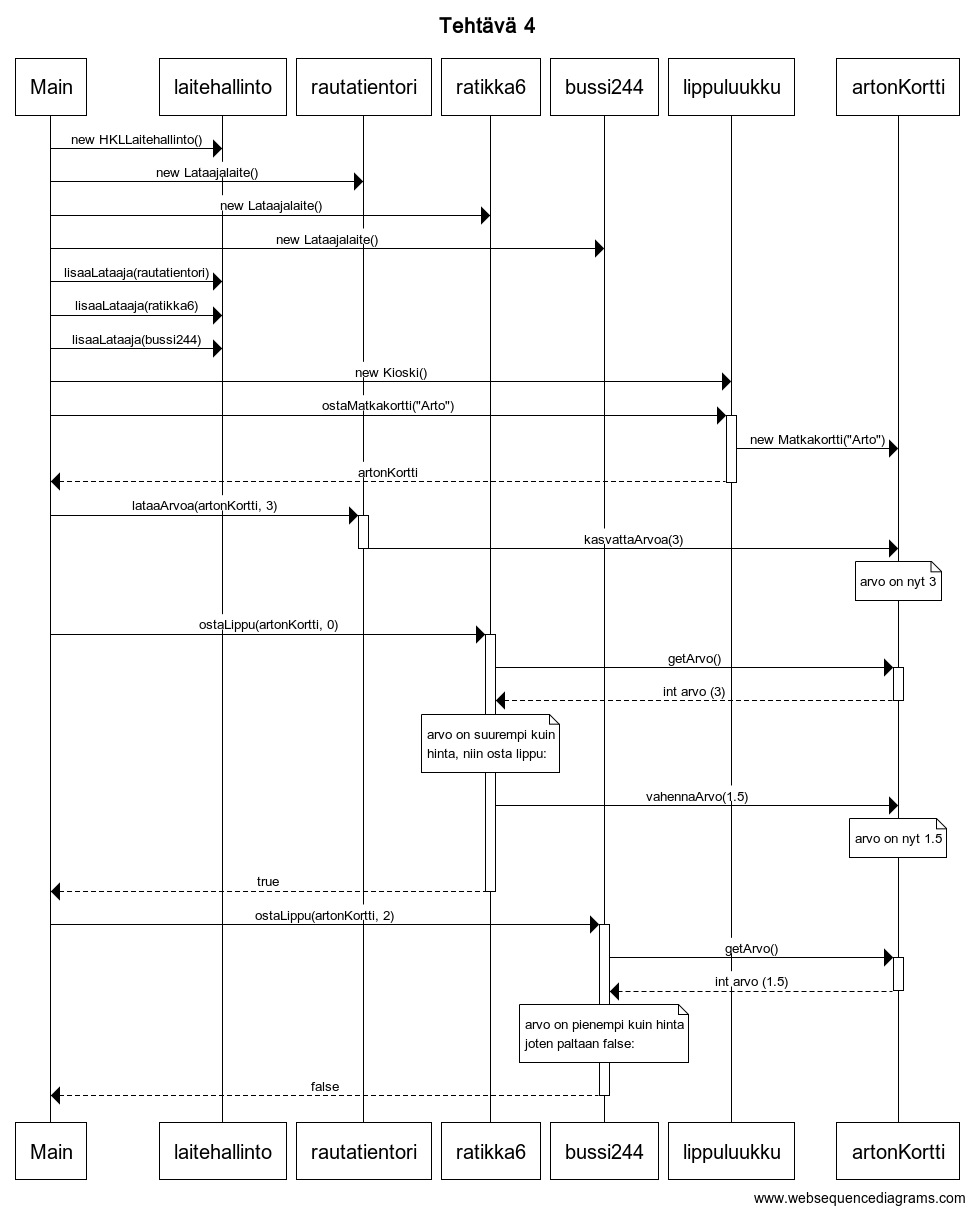 Tehtävä 4
Main laitehallinto rautatientori ratikka6 bussi244 lippuluukku artonKortti
new HKLLaitehallinto()
new Lataajalaite()
new Lataajalaite()
new Lataajalaite()
lisaaLataaja(rautatientori)
lisaaLataaja(ratikka6)
lisaaLataaja(bussi244)
new Kioski()
ostaMatkakortti("Arto")
new Matkakortti("Arto")
artonKortti
lataaArvoa(artonKortti, 3)
kasvattaArvoa(3)
arvo on nyt 3
ostaLippu(artonKortti, 0)
getArvo()
int arvo (3)
arvo on suurempi kuin
hinta, niin osta lippu:
vahennaArvo(1.5)
arvo on nyt 1.5
true
ostaLippu(artonKortti, 2)
getArvo()
int arvo (1.5)
arvo on pienempi kuin hinta
joten paltaan false:
false
Main laitehallinto rautatientori ratikka6 bussi244 lippuluukku artonKortti
www.websequencediagrams.com